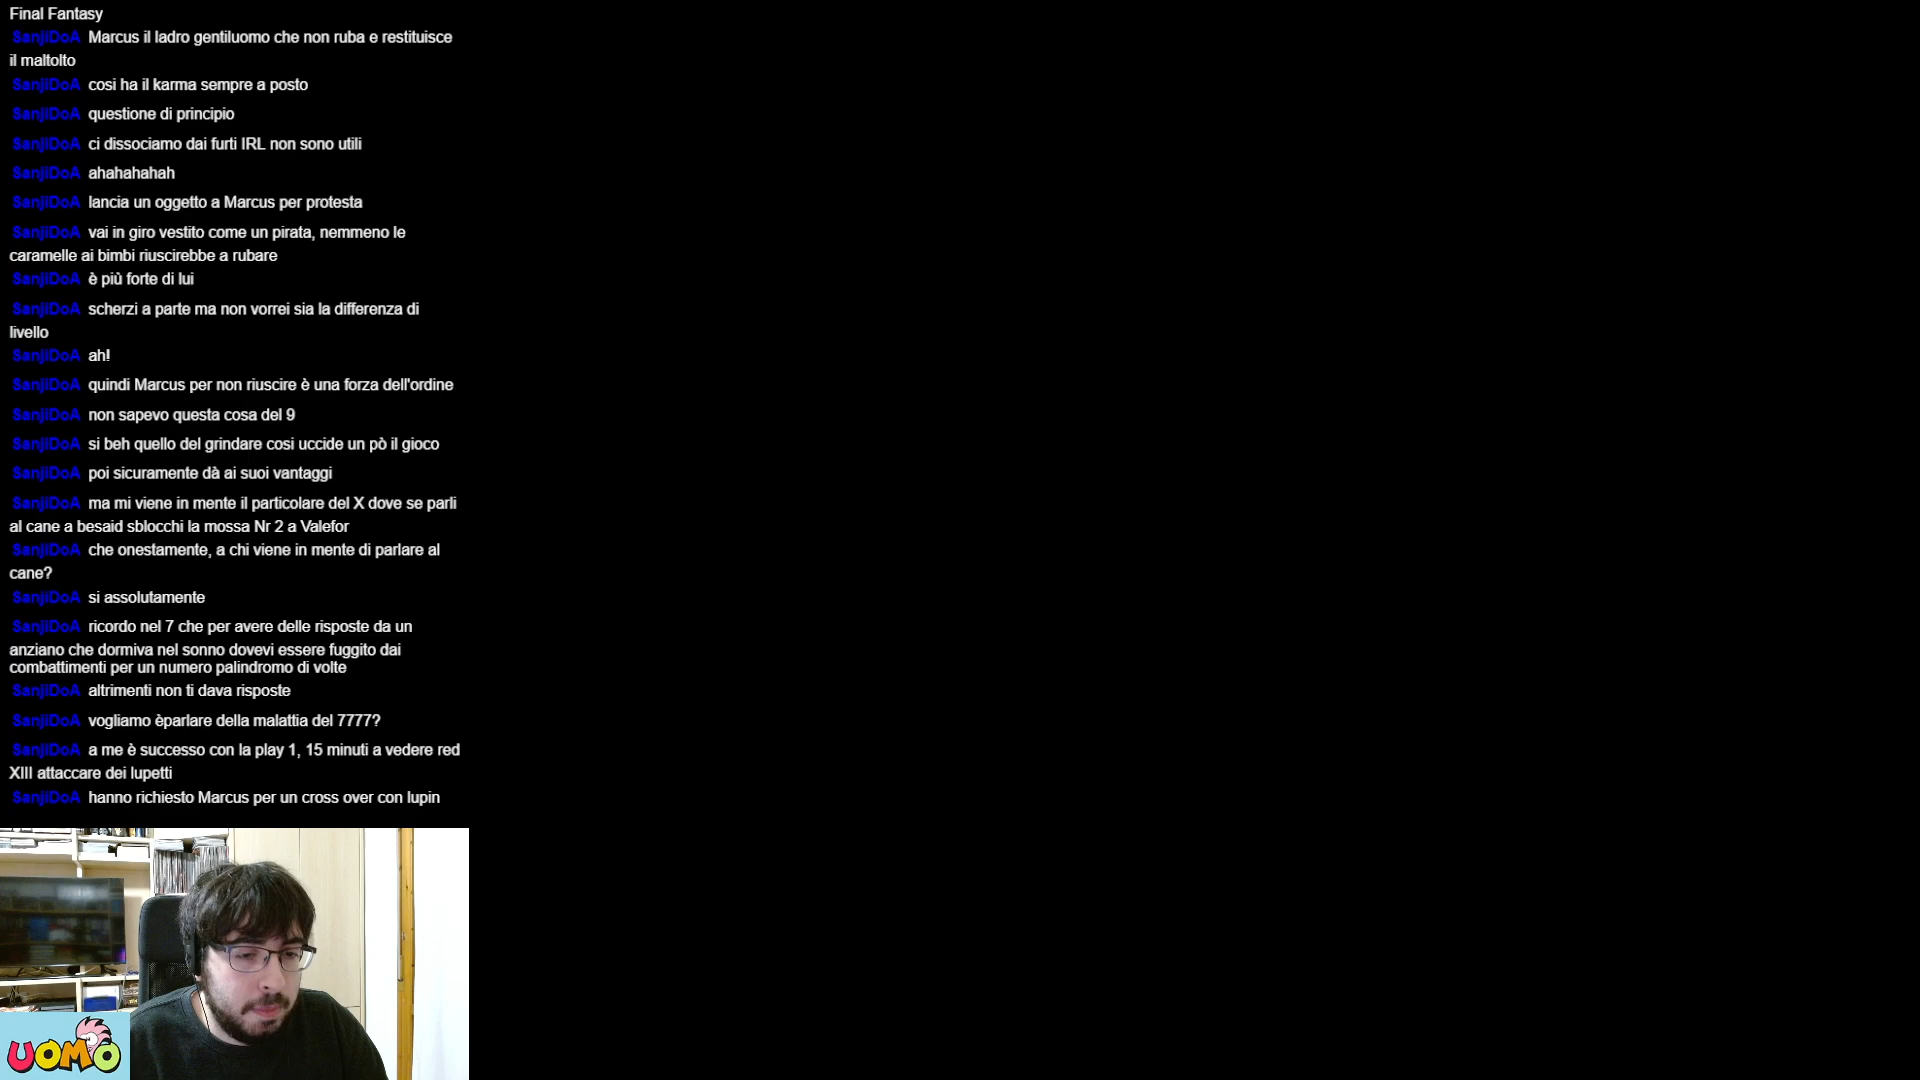 Final Fantasy
SanjiDoA Marcus il ladro gentiluomo che non ruba e restituisce
il maltolto
SanjiDoA cosi ha il karma sempre a posto
SanjiDoA questione di principio
SanjiDoA ci dissociamo dai furti IRL non sono utili
SanjiDoA ahahahahah
SanjiDoA lancia un oggetto a Marcus per protesta
SanjiDoA vai in giro vestito come un pirata, nemmeno le
caramelle ai bimbi riuscirebbe a rubare
SanjiDoA è più forte di lui
SanjiDoA scherzi a parte ma non vorrei sia la differenza di
livello
SanjiDoA ah!
SanjiDoA quindi Marcus per non riuscire è una forza dell'ordine
SanjiDoA non sapevo questa cosa del 9
SanjiDoA si beh quello del grindare cosi uccide un pò il gioco
SanjiDoA poi sicuramente dà ai suoi vantaggi
SanjiDoA ma mi viene in mente il particolare del X dove se parli
al cane a besaid sblocchi la mossa Nr 2 a Valefor
SanjiDoA che onestamente, a chi viene in mente di parlare al
cane?
SanjiDoA si assolutamente
SanjiDoA ricordo nel 7 che per avere delle risposte da un
anziano che dormiva nel sonno dovevi essere fuggito dai
combattimenti per un numero palindromo di volte
SanjiDoA altrimenti non ti dava risposte
SanjiDoA vogliamo èparlare della malattia del 7777?
SanjiDoA a me è successo con la play 1, 15 minuti a vedere red
XIII attaccare dei lupetti
SanjiDoA hanno richiesto Marcus per un cross over con lupin
UOMO